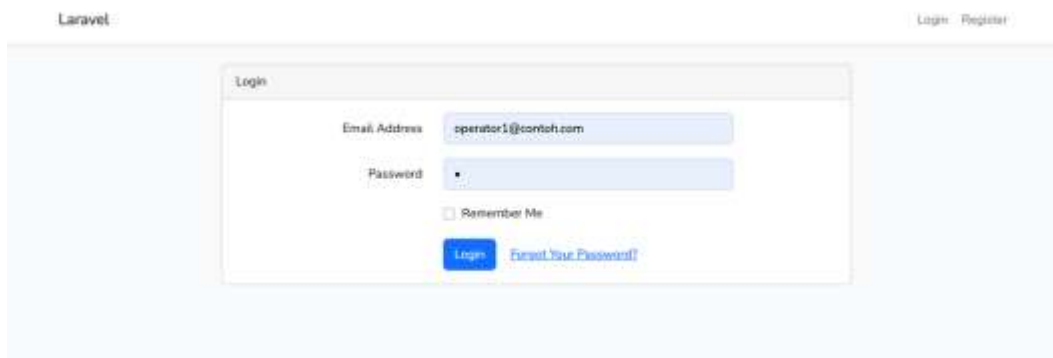 Laravel
Login Register
Login
Email Address operator1@contoh.com
Password •
Remember Me
Login Forgot Your Password?